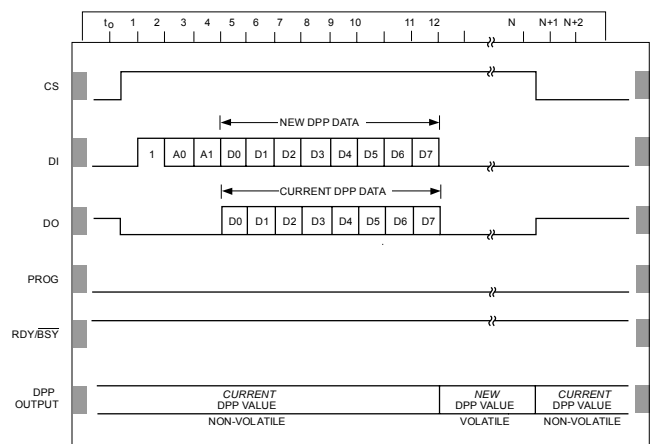 to 1 2 3 4 5 6 7 8 9 10 11 12 N N+1 N+2
CS
NEW DPP DATA
DI 1 A0 A1 D0 D1 D2 D3 D4 D5 D6 D7
CURRENT DPP DATA
DO D0 D1 D2 D3 D4 D5 D6 D7
PROG
RDY/BSY
DPP
OUTPUT
CURRENT
DPP VALUE
NON-VOLATILE
NEW
DPP VALUE
VOLATILE
CURRENT
DPP VALUE
NON-VOLATILE